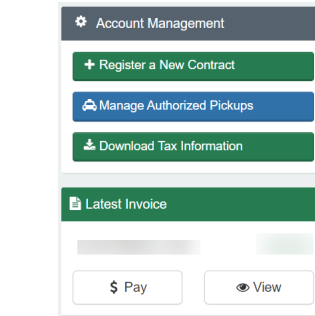 Account Management
Register a New Contract
Manage Authorized Pickups
Download Tax Information
Latest Invoice
$ Pay
View